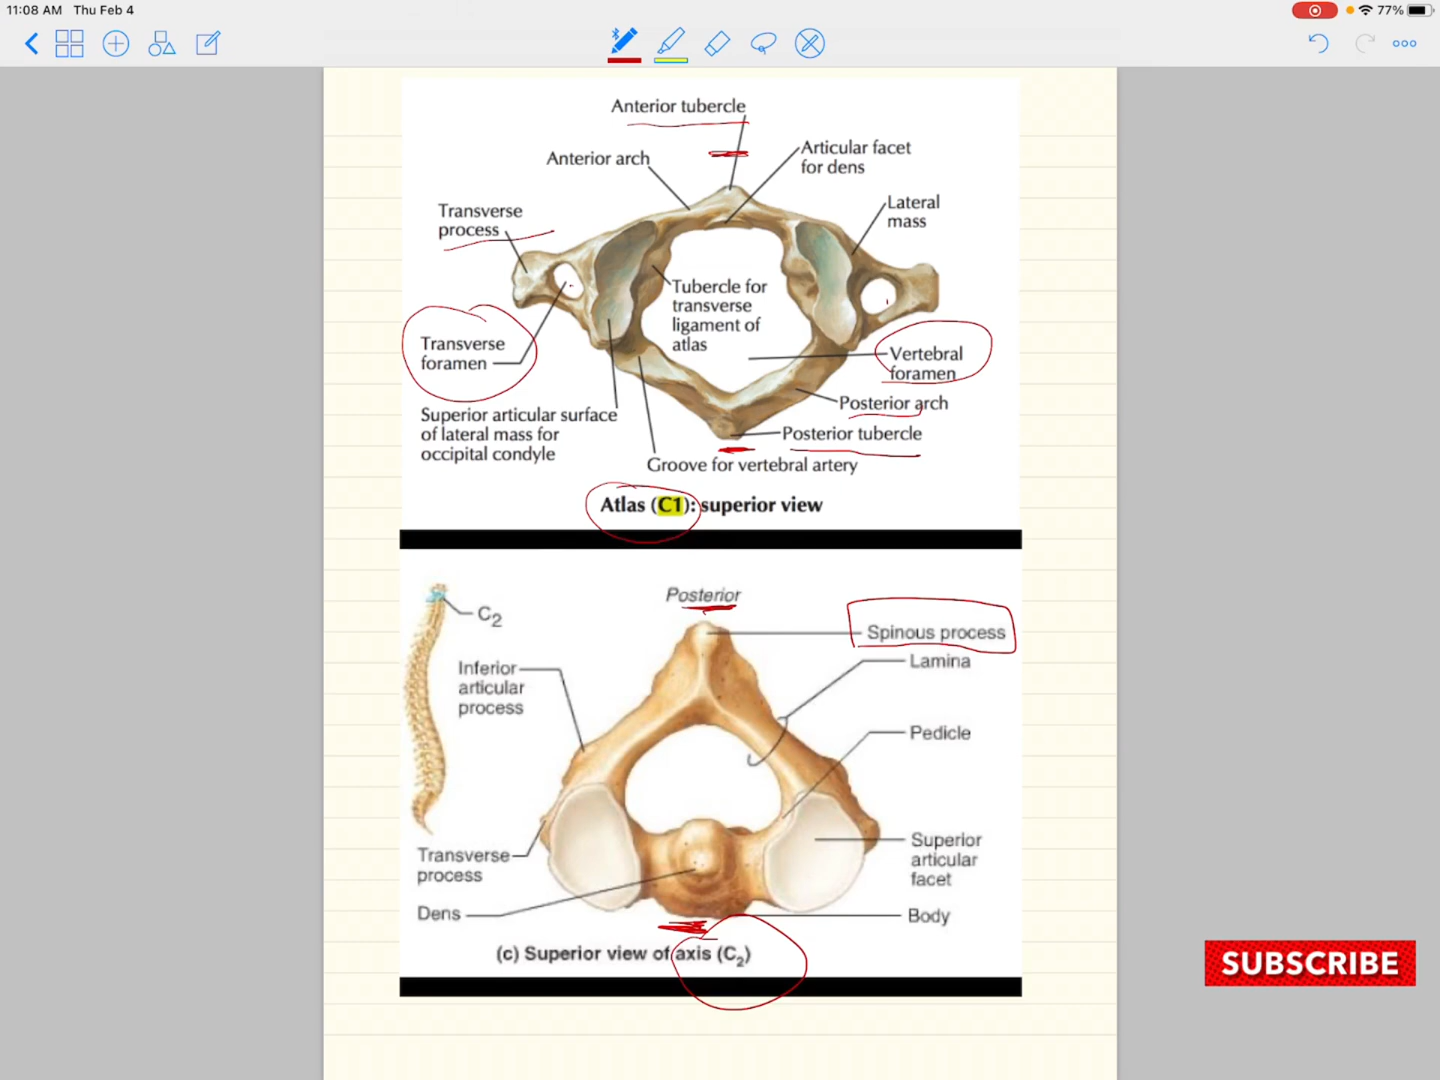 11:08 AM Thu Feb 4
77%
Anterior tubercle
Anterior arch
Articular facet
for dens
Transverse
process
Lateral
mass
Tubercle for
transverse
ligament of
atlas
Transverse
foramen
Vertebral
foramen
Posterior arch
Superior articular surface
of lateral mass for
occipital condyle
Posterior tubercle
Groove for vertebral artery
Atlas (C1): superior view
Posterior
C2
Spinous process
Lamina
Inferior
articular
process
Pedicle
Transverse
process
Superior
articular
facet
Dens
Body
(c) Superior view of axis (C2)
SUBSCRIBE